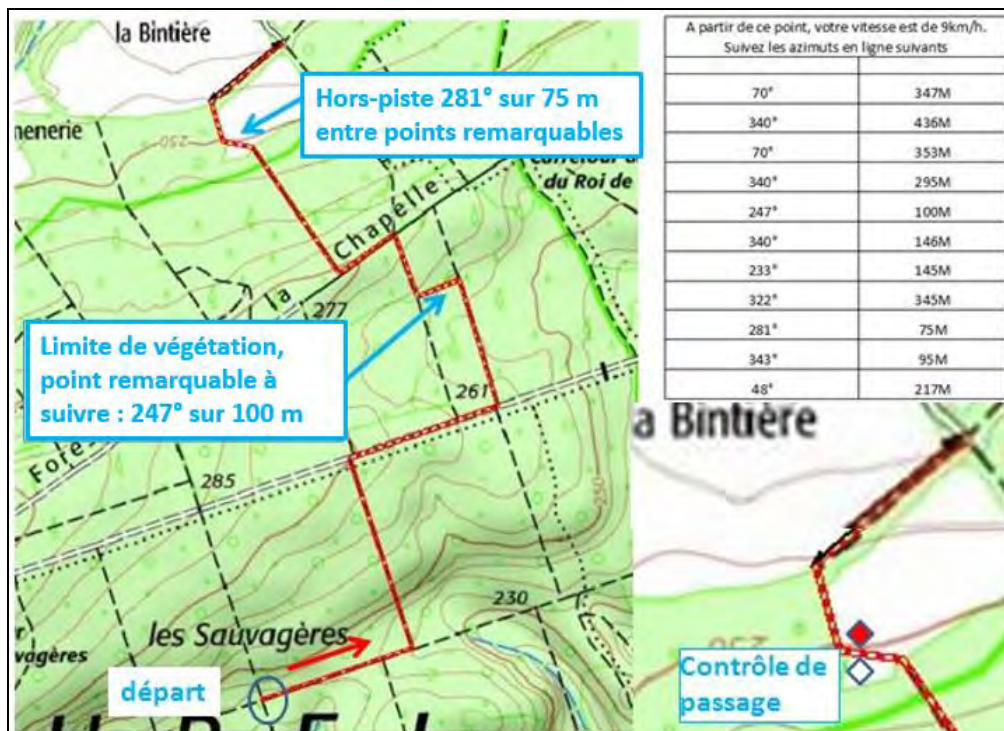 la Bintière
Hors-piste 281° sur 75 m
entre points remarquables
menerie
250
du Roi de
Chapelle
la
277
Limite de végétation,
point remarquable à
suivre : 247° sur 100 m
261
Fore
285
250
230
les Sauvagères
vagères
départ
A partir de ce point, votre vitesse est de 9km/h.
Suivez les azimuts en ligne suivants
70° 347M
340° 436M
70° 353M
340° 295M
247° 100M
340° 146M
233° 145M
322° 345M
281° 75M
343° 95M
48° 217M
a Bintière
250
Contrôle de
passage